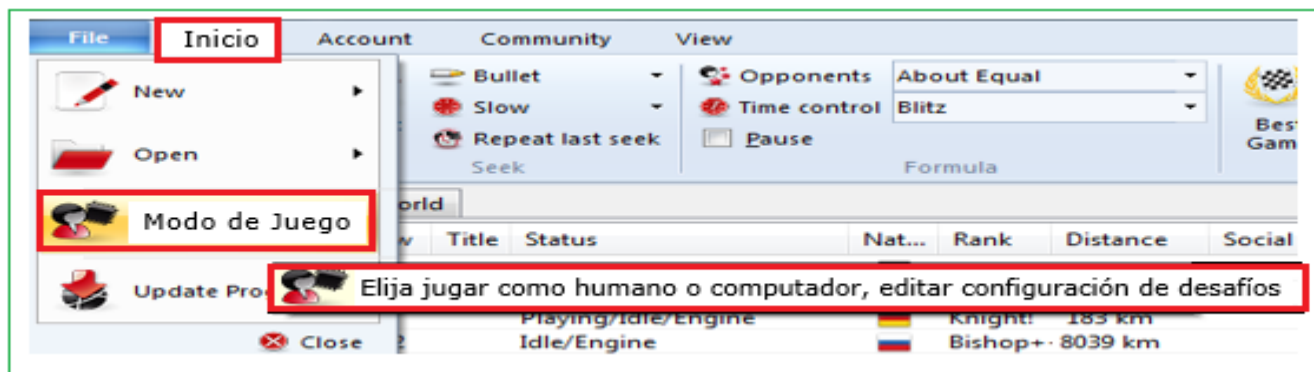 File Inicio Account Community View
New Bullet Opponents About Equal
Slow Time control Blitz
Repeat last seek Pause
Open Seek Formula
Modo de Juego
Title Status Nat... Rank Distance Social
Elija jugar como humano o computador, editar configuración de desafíos
Playing/Idle/Engine Knight! 183 km
Close Idle/Engine Bishop+ 8039 km